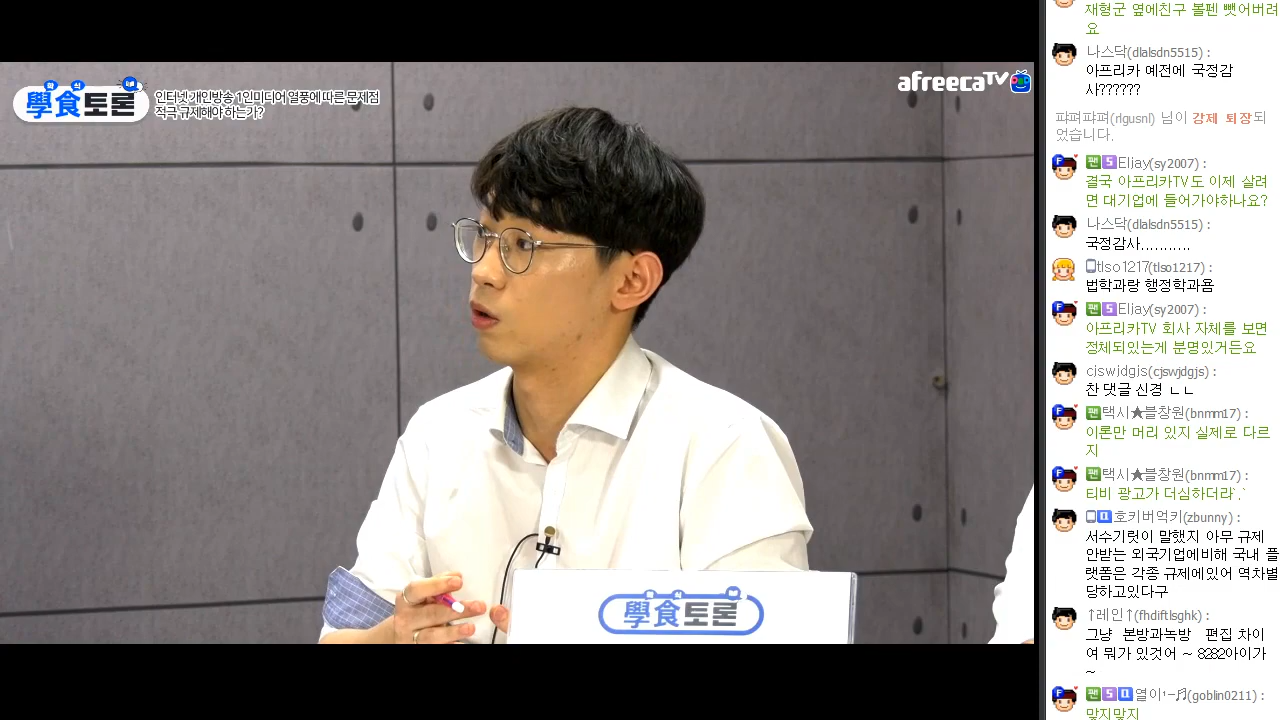 學食토론
학 식
인터넷 개인방송 1인미디어 열풍에 따른 문제점
적극 규제해야 하는가?
afreecaTV
學食토론
학 식
재형군 옆에친구 볼펜 뺏어버려
요
나스닥(dlalsdn5515) :
아프리카 예전에 국정감
사??????
퍄퍄퍄퍄(rlgusnl) 님이 강제 퇴장되
었습니다.
팬 S Eljay(sy2007) :
결국 아프리카TV도 이제 살려
면 대기업에 들어가야하나요?
나스닥(dlalsdn5515) :
국정감사...........
tlso1217(tlso1217) :
법학과랑 행정학과욤
팬 S Eljay(sy2007) :
아프리카TV 회사 자체를 보면
정체되있는게 분명있거든요
cjswjdgjs(cjswjdgjs) :
찬 댓글 신경 ㄴㄴ
팬 택시★블창원(bnmm17) :
이론만 머리 있지 실제로 다르
지
팬 택시★블창원(bnmm17) :
티비 광고가 더심하더라`,`
호키버억키(zbunny) :
서수기릿이 말했지 아무 규제
안받는 외국기업에비해 국내 플
랫폼은 각종 규제에있어 역차별
당하고있다구
↑레인↑(fhdiftlsghk) :
그냥 본방과녹방 편집 차이
여 뭐가 있것어 ~ 8282아이가
~
팬 S 열이'-'♬(goblin0211) :
맞지맞지